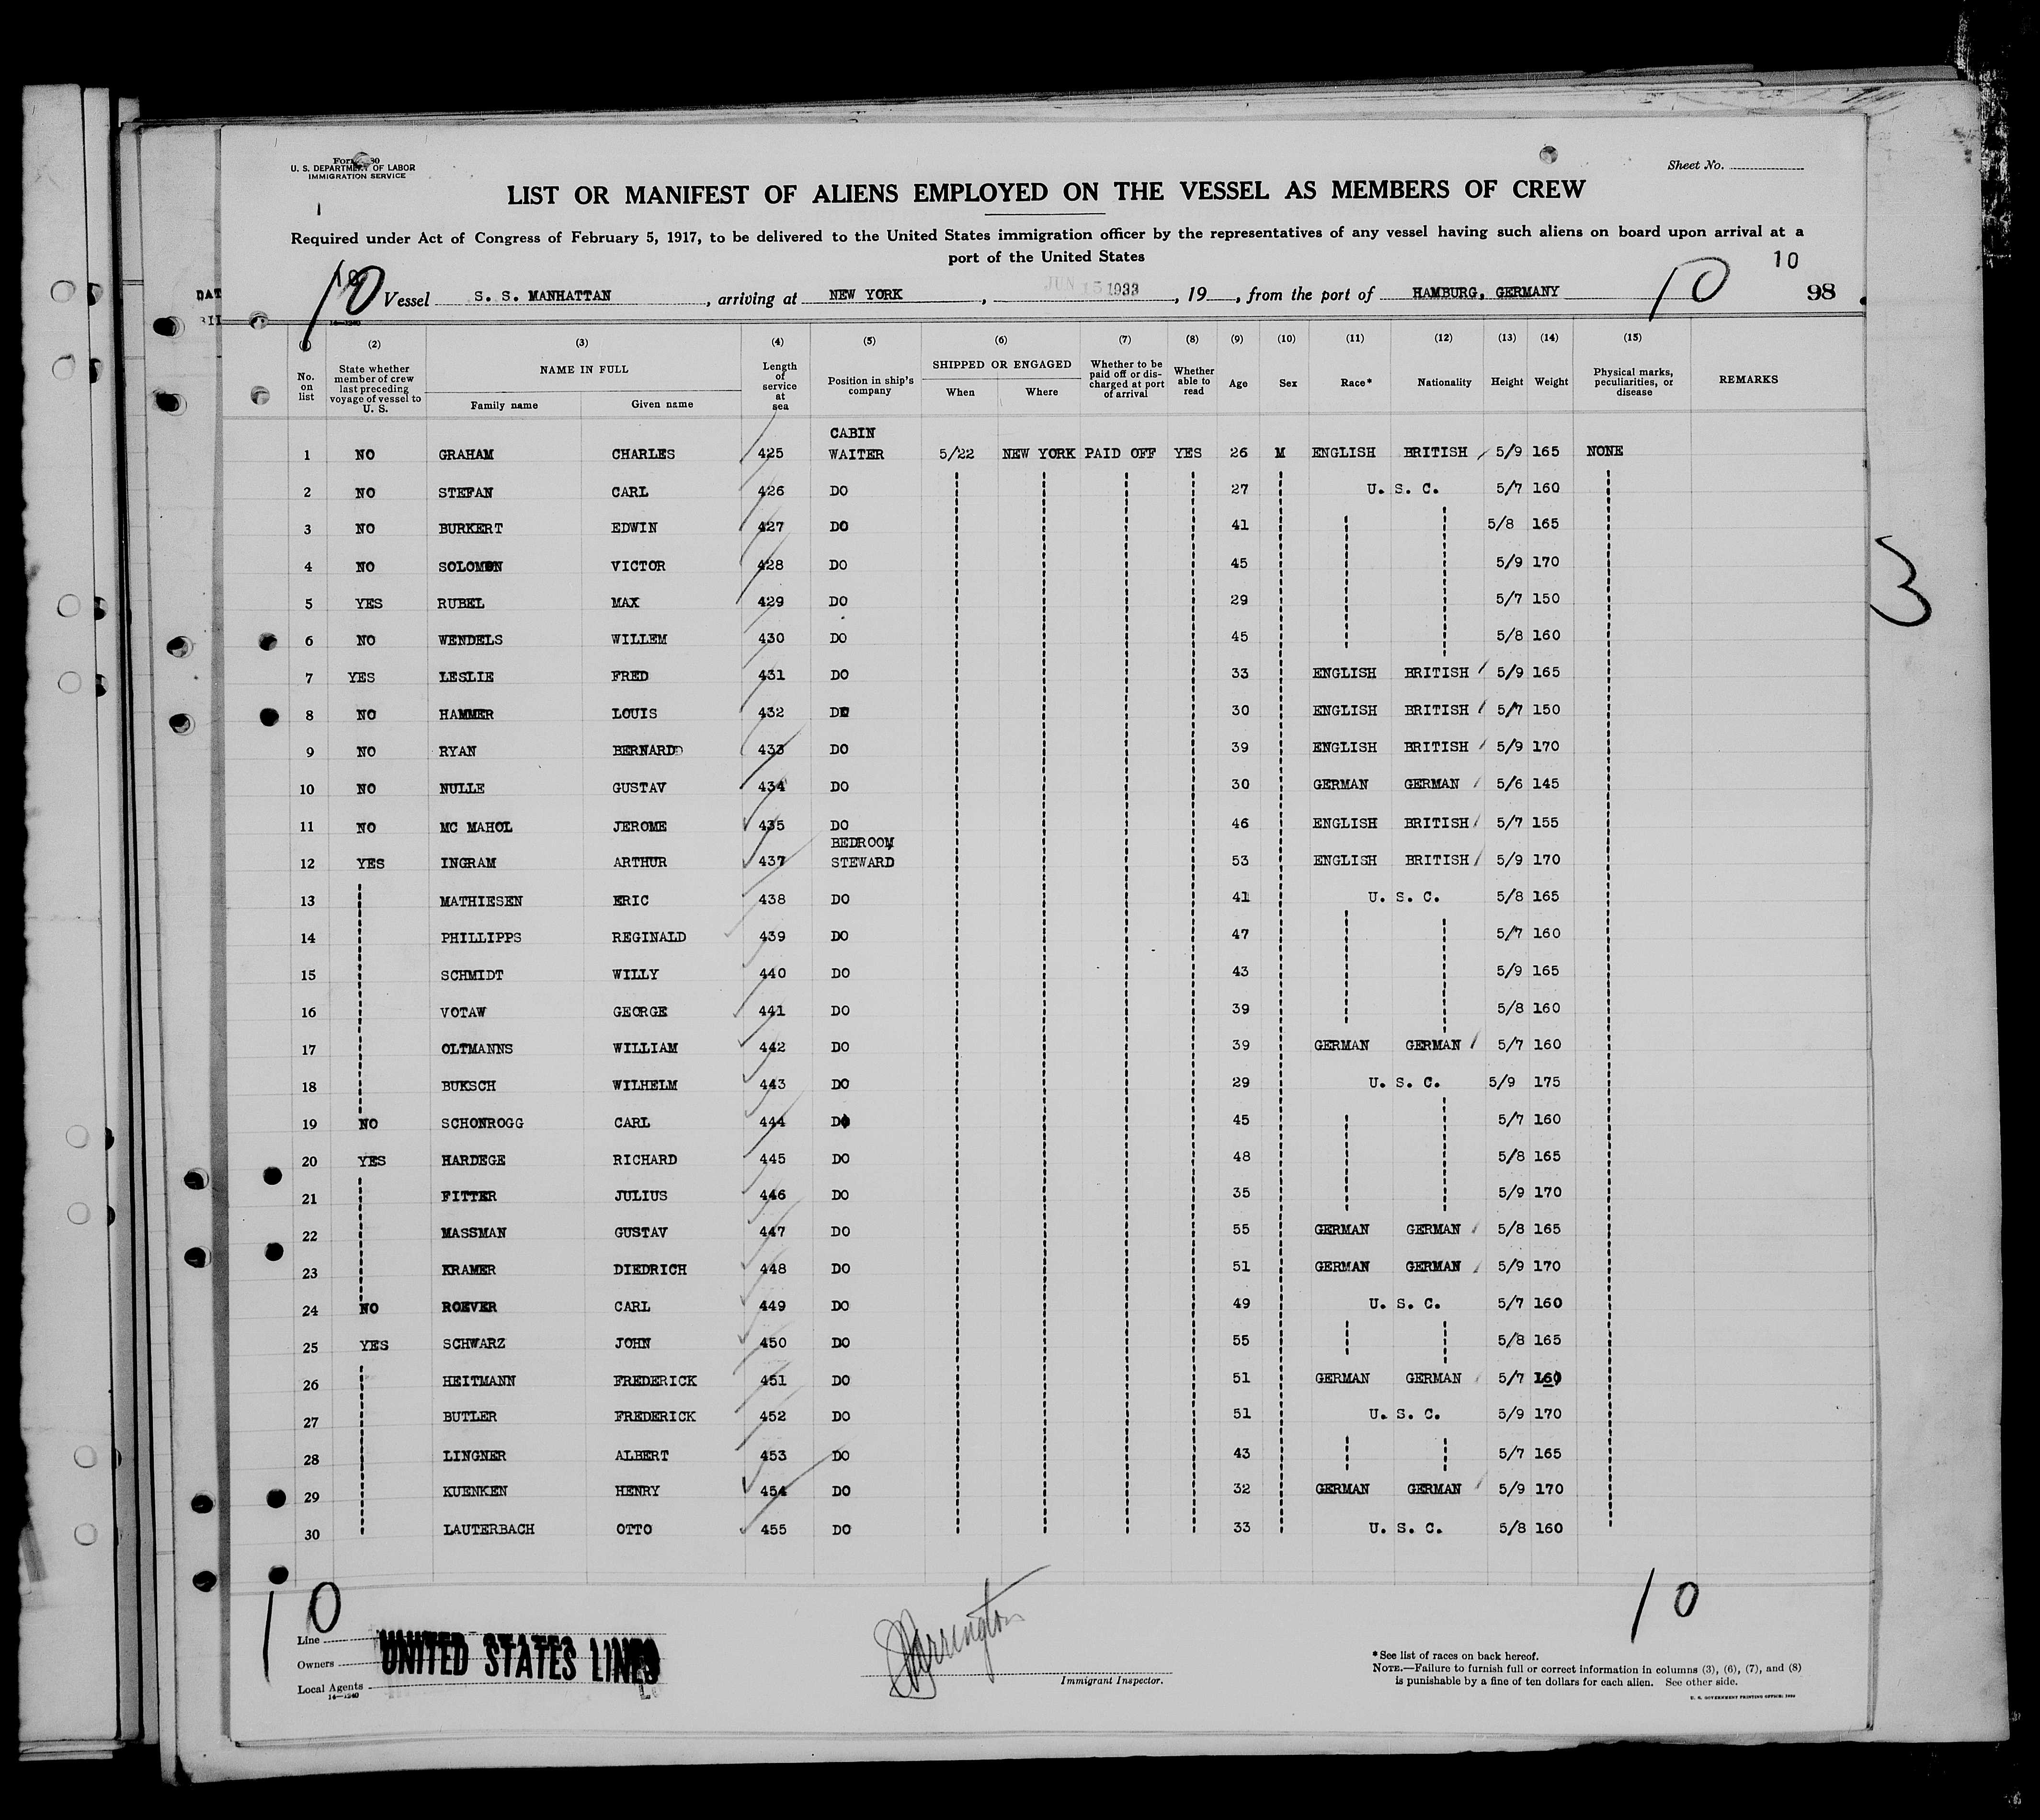 Form 680
U. S. DEPARTMENT OF LABOR
IMMIGRATION SERVICE
Sheet No.
LIST OR MANIFEST OF ALIENS EMPLOYED ON THE VESSEL AS MEMBERS OF CREW
Required under Act of Congress of February 5, 1917, to be delivered to the United States immigration officer by the representatives of any vessel having such aliens on board upon arrival at a
port of the United States
10
10 Vessel S. S. MANHATTAN, arriving at NEW YORK, JUN 15 1933, 19, from the port of HAMBURG, GERMANY 10 98
(2) (3) (4) (5) (6) (7) (8) (9) (10) (11) (12) (13) (14) (15)
No. on list State whether member of crew last preceding voyage of vessel to U. S. NAME IN FULL Family name Given name Length of service at sea Position in ship's company SHIPPED OR ENGAGED When Where Whether to be paid off or discharged at port of arrival Whether able to read Age Sex Race* Nationality Height Weight Physical marks, peculiarities, or disease REMARKS
CABIN
1 NO GRAHAM CHARLES 425 WAITER 5/22 NEW YORK PAID OFF YES 26 M ENGLISH BRITISH 5/9 165 NONE
2 NO STEFAN CARL 426 DO 27 U. S. C. 5/7 160
3 NO BURKERT EDWIN 427 DO 41 5/8 165
4 NO SOLOMON VICTOR 428 DO 45 5/9 170
5 YES RUBEL MAX 429 DO 29 5/7 150
6 NO WENDELS WILLEM 430 DO 45 5/8 160
7 YES LESLIE FRED 431 DO 33 ENGLISH BRITISH 5/9 165
8 NO HAMMER LOUIS 432 DO 30 ENGLISH BRITISH 5/7 150
9 NO RYAN BERNARD 433 DO 39 ENGLISH BRITISH 5/9 170
10 NO NULLE GUSTAV 434 DO 30 GERMAN GERMAN 5/6 145
11 NO MC MAHOL JEROME 435 DO 46 ENGLISH BRITISH 5/7 155
BEDROOM
12 YES INGRAM ARTHUR 437 STEWARD 53 ENGLISH BRITISH 5/9 170
13 MATHIESEN ERIC 438 DO 41 U. S. C. 5/8 165
14 PHILLIPPS REGINALD 439 DO 47 5/7 160
15 SCHMIDT WILLY 440 DO 43 5/9 165
16 VOTAW GEORGE 441 DO 39 5/8 160
17 OLTMANNS WILLIAM 442 DO 39 GERMAN GERMAN 5/7 160
18 BUKSCH WILHELM 443 DO 29 U. S. C. 5/9 175
19 NO SCHONROGG CARL 444 DO 45 5/7 160
20 YES HARDEGE RICHARD 445 DO 48 5/8 165
21 FITTER JULIUS 446 DO 35 5/9 170
22 MASSMAN GUSTAV 447 DO 55 GERMAN GERMAN 5/8 165
23 KRAMER DIEDRICH 448 DO 51 GERMAN GERMAN 5/9 170
24 NO ROEVER CARL 449 DO 49 U. S. C. 5/7 160
25 YES SCHWARZ JOHN 450 DO 55 5/8 165
26 HEITMANN FREDERICK 451 DO 51 GERMAN GERMAN 5/7 160
27 BUTLER FREDERICK 452 DO 51 U. S. C. 5/9 170
28 LINGNER ALBERT 453 DO 43 5/7 165
29 KUENKEN HENRY 454 DO 32 GERMAN GERMAN 5/9 170
30 LAUTERBACH OTTO 455 DO 33 U. S. C. 5/8 160
3
10 10
Line
Owners UNITED STATES LINES
Local Agents
14—1240
Immigrant Inspector.
*See list of races on back hereof.
NOTE.—Failure to furnish full or correct information in columns (3), (6), (7), and (8)
is punishable by a fine of ten dollars for each alien. See other side.
U. S. GOVERNMENT PRINTING OFFICE